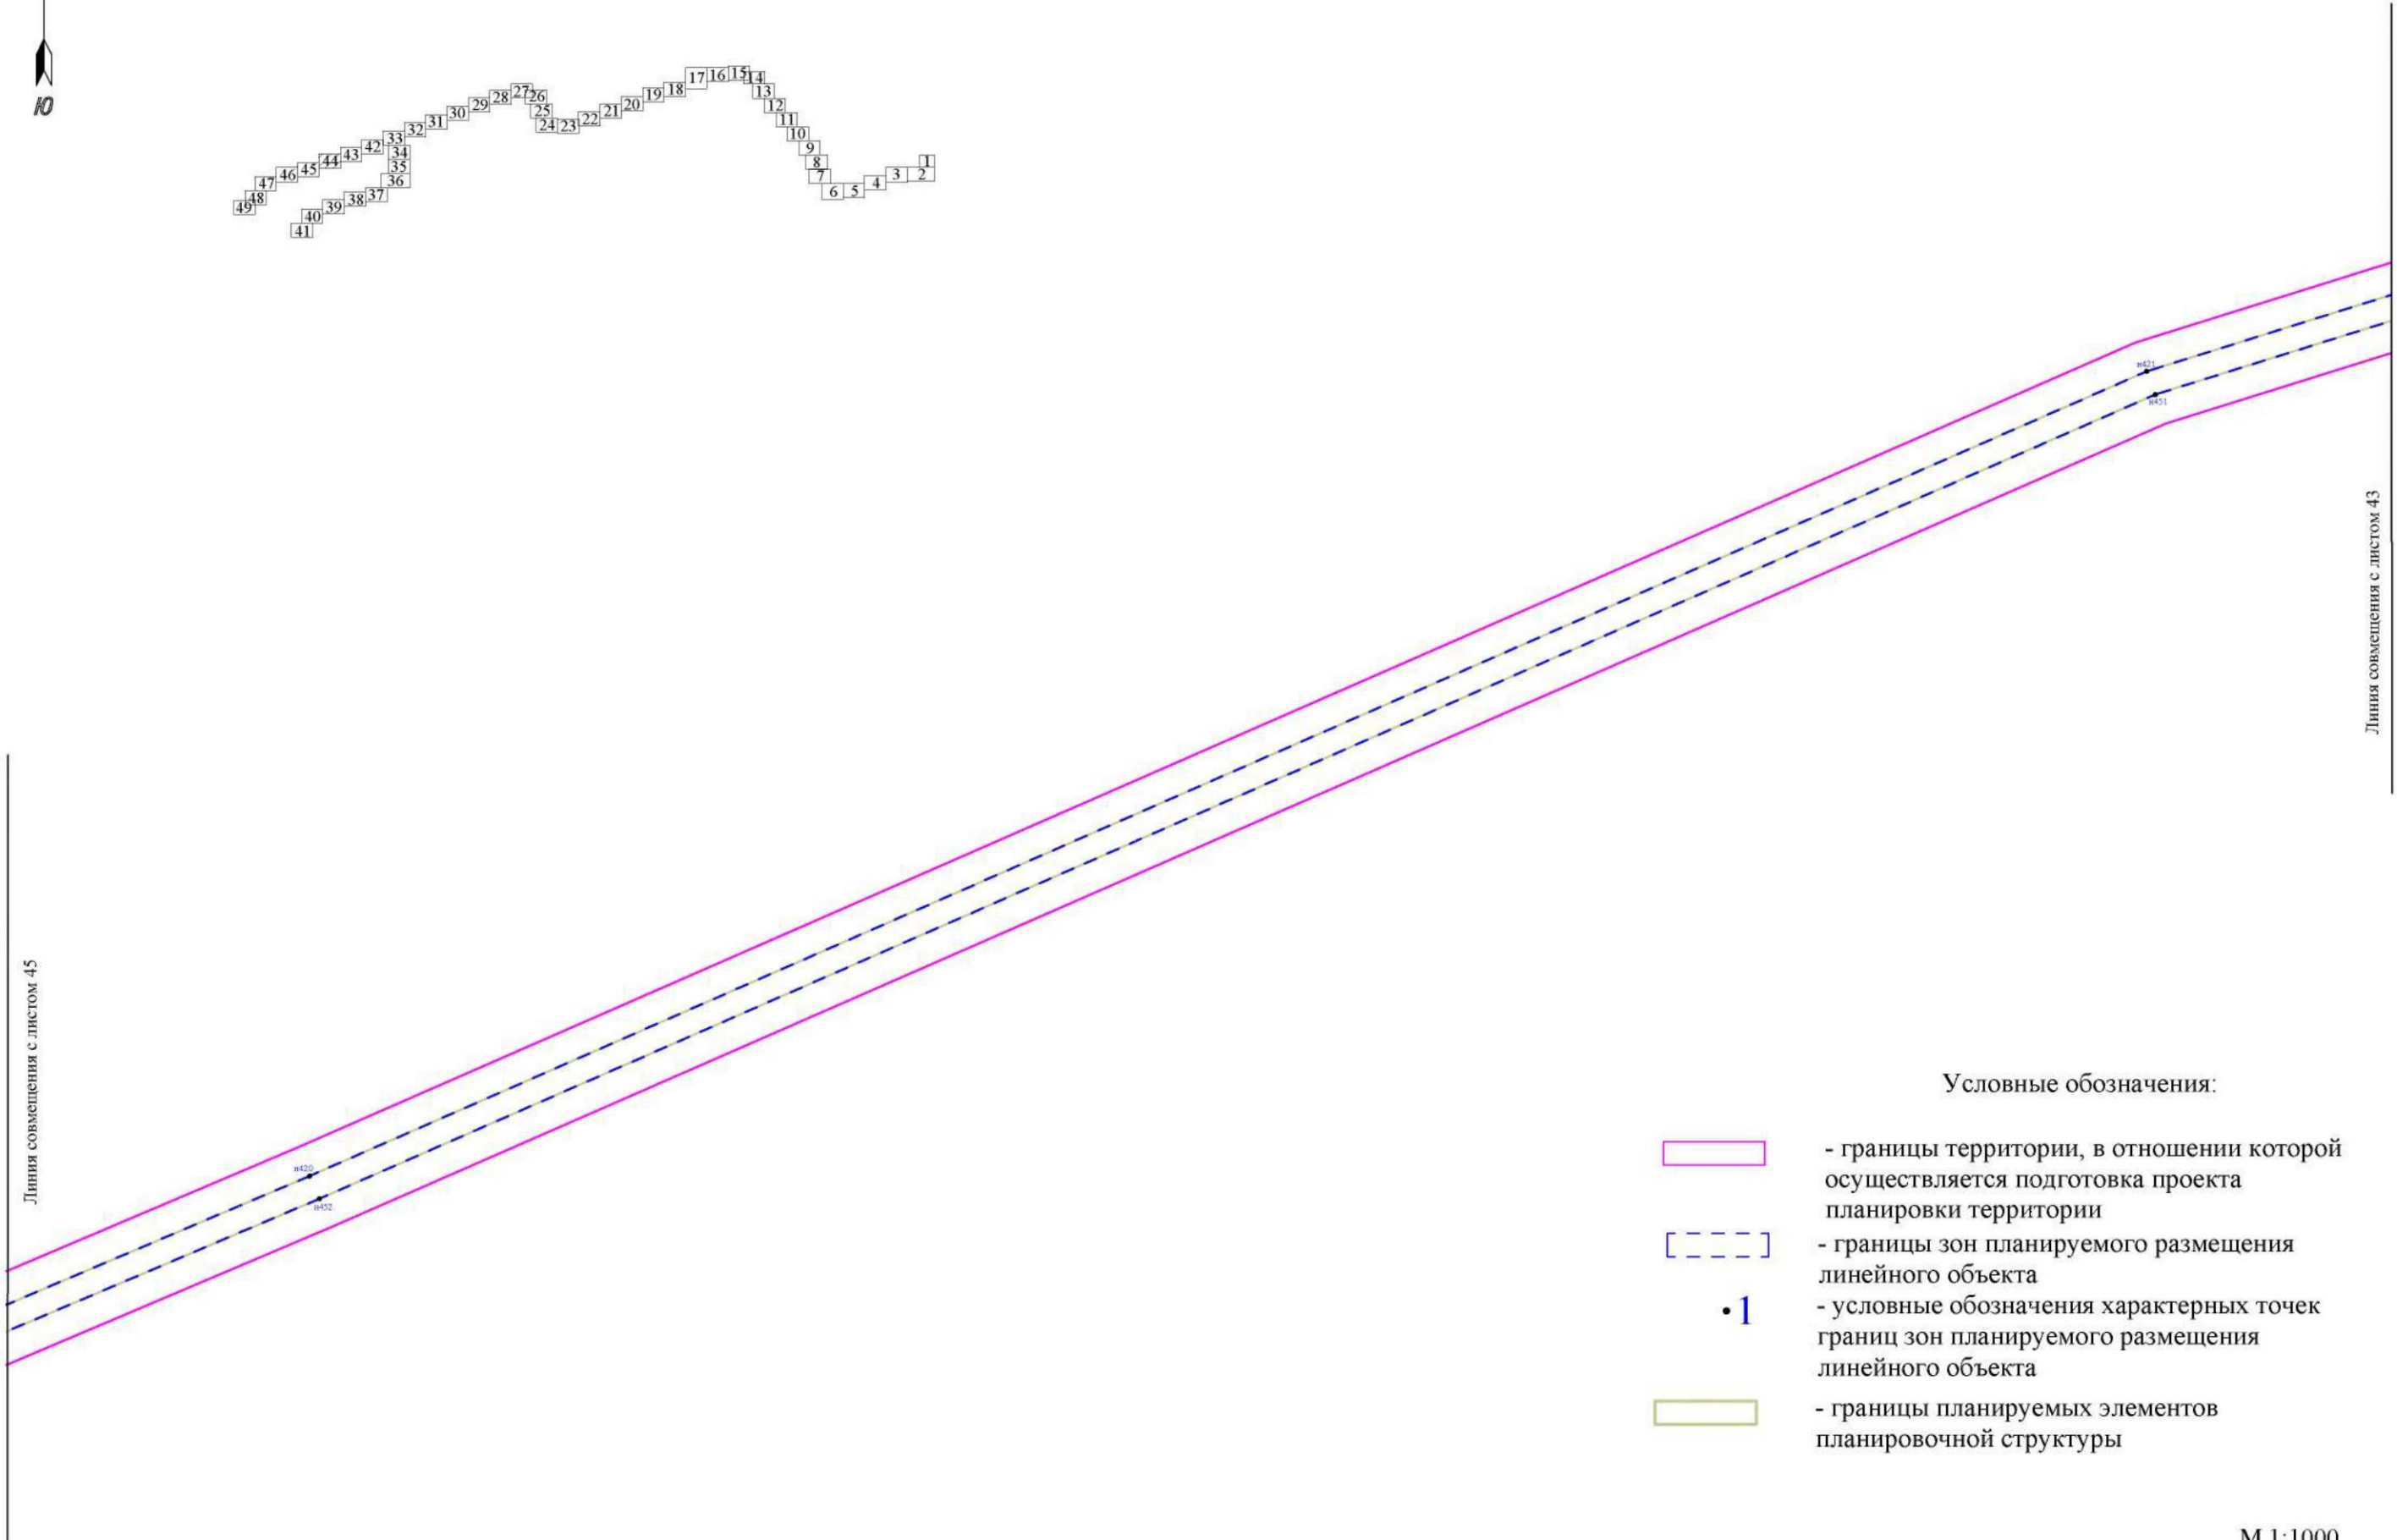 Ю
1
2
3
4
5
6
7
8
9
10
11
12
13
14
15
16
17
18
19
20
21
22
23
24
25
26
27
28
29
30
31
32
33
34
35
36
37
38
39
40
41
42
43
44
45
46
47
48
49
н421
н451
Линия совмещения с листом 43
Линия совмещения с листом 45
н420
н452
Условные обозначения:
- границы территории, в отношении которой
осуществляется подготовка проекта
планировки территории
- границы зон планируемого размещения
линейного объекта
1
- условные обозначения характерных точек
границ зон планируемого размещения
линейного объекта
- границы планируемых элементов
планировочной структуры
М 1:1000